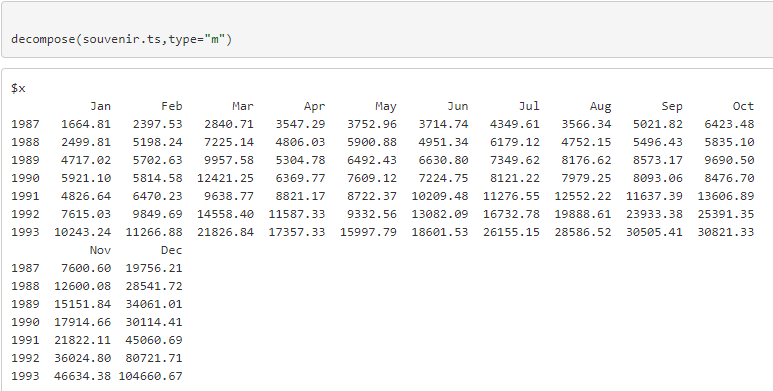 decompose(souvenir.ts,type="m")
$x
Jan Feb Mar Apr May Jun Jul Aug Sep Oct
1987 1664.81 2397.53 2840.71 3547.29 3752.96 3714.74 4349.61 3566.34 5021.82 6423.48
1988 2499.81 5198.24 7225.14 4806.03 5900.88 4951.34 6179.12 4752.15 5496.43 5835.10
1989 4717.02 5702.63 9957.58 5304.78 6492.43 6630.80 7349.62 8176.62 8573.17 9690.50
1990 5921.10 5814.58 12421.25 6369.77 7609.12 7224.75 8121.22 7979.25 8093.06 8476.70
1991 4826.64 6470.23 9638.77 8821.17 8722.37 10209.48 11276.55 12552.22 11637.39 13606.89
1992 7615.03 9849.69 14558.40 11587.33 9332.56 13082.09 16732.78 19888.61 23933.38 25391.35
1993 10243.24 11266.88 21826.84 17357.33 15997.79 18601.53 26155.15 28586.52 30505.41 30821.33
Nov Dec
1987 7600.60 19756.21
1988 12600.08 28541.72
1989 15151.84 34061.01
1990 17914.66 30114.41
1991 21822.11 45060.69
1992 36024.80 80721.71
1993 46634.38 104660.67